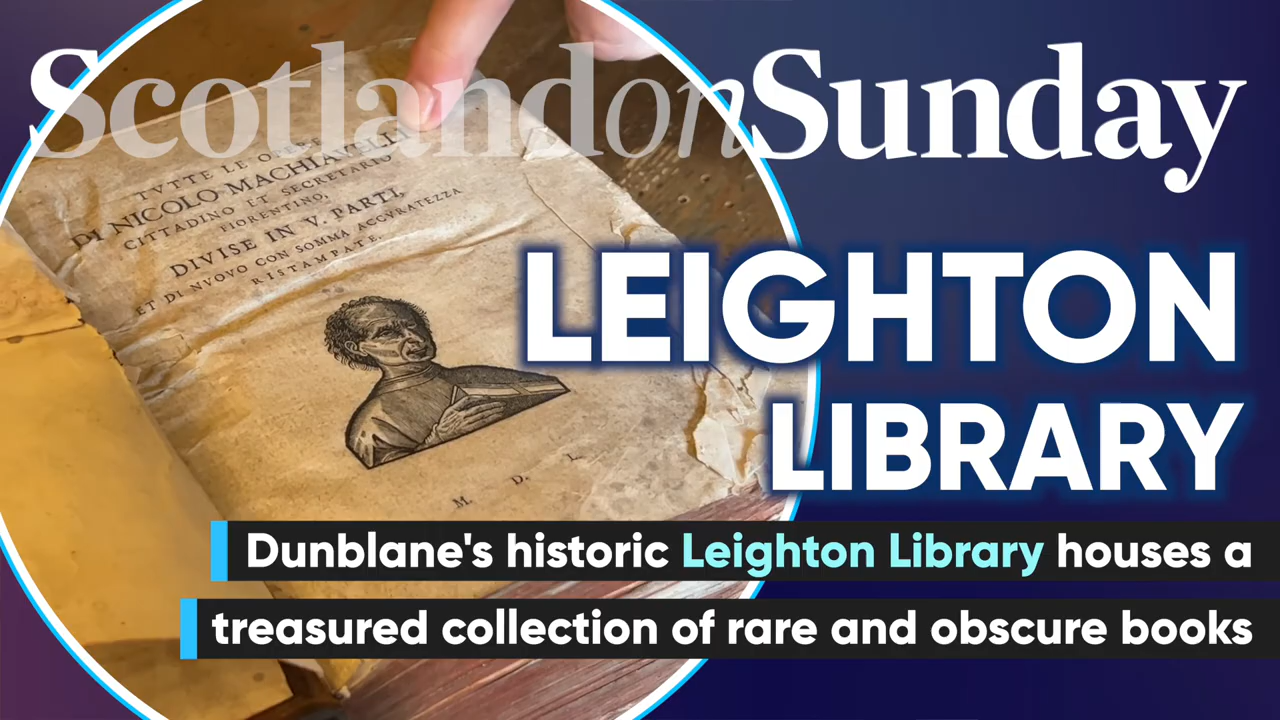 ScotlandonSunday
TVTTE LE O
DI NICOLO MACHIAVELLI
CITTADINO ET SECRETARIO
FIORENTINO,
DIVISE IN V. PARTI,
ET DI NVOVO CON SOMMA ACCVRATEZZA
RISTAMPATE.
M. D. L.
LEIGHTON
LIBRARY
Dunblane's historic Leighton Library houses a
treasured collection of rare and obscure books